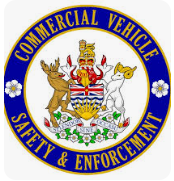 COMMERCIAL VEHICLE
SAFETY & ENFORCEMENT